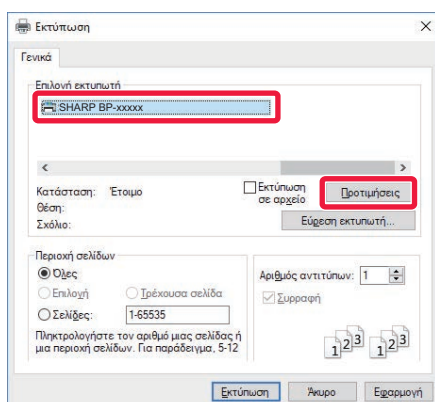 Εκτύπωση
Γενικά
Επιλογή εκτυπωτή
SHARP BP-xxxxx
Κατάσταση: Έτοιμο
Θέση:
Σχόλιο:
Εκτύπωση σε αρχείο
Προτιμήσεις
Εύρεση εκτυπωτή...
Περιοχή σελίδων
Όλες
Επιλογή
Τρέχουσα σελίδα
Σελίδες: 1-65535
Πληκτρολογήστε τον αριθμό μιας σελίδας ή
μια περιοχή σελίδων. Για παράδειγμα, 5-12
Αριθμός αντιτύπων: 1
Συρραφή
1 2 3 1 2 3
Εκτύπωση Άκυρο Εφαρμογή